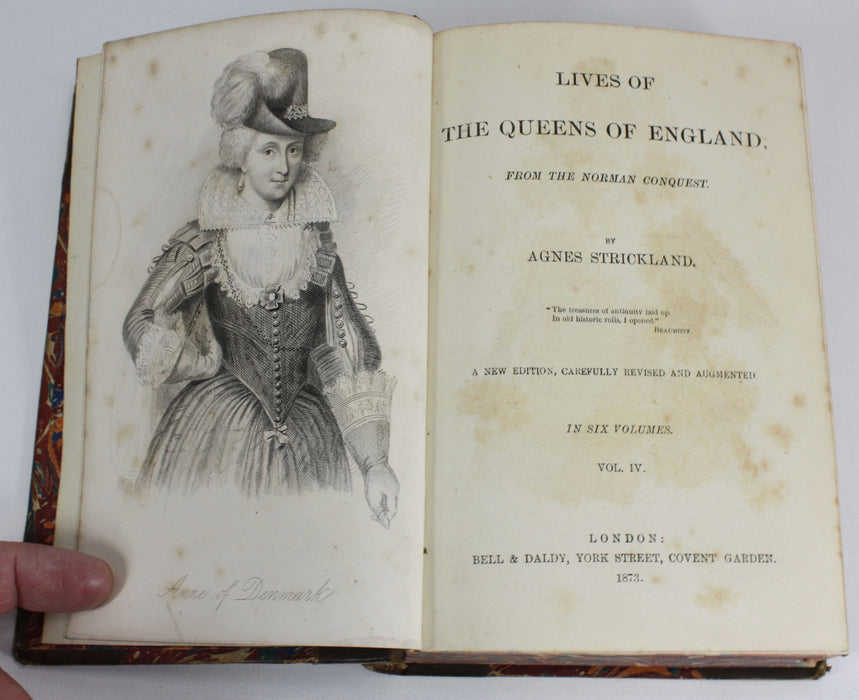 Anne of Denmark
LIVES OF
THE QUEENS OF ENGLAND,
FROM THE NORMAN CONQUEST.
BY
AGNES STRICKLAND.
"The treasures of antiquity laid up
In old historic rolls, I opened."
BEAUMONT.
A NEW EDITION, CAREFULLY REVISED AND AUGMENTED.
IN SIX VOLUMES.
VOL. IV.
LONDON:
BELL & DALDY, YORK STREET, COVENT GARDEN.
1873.